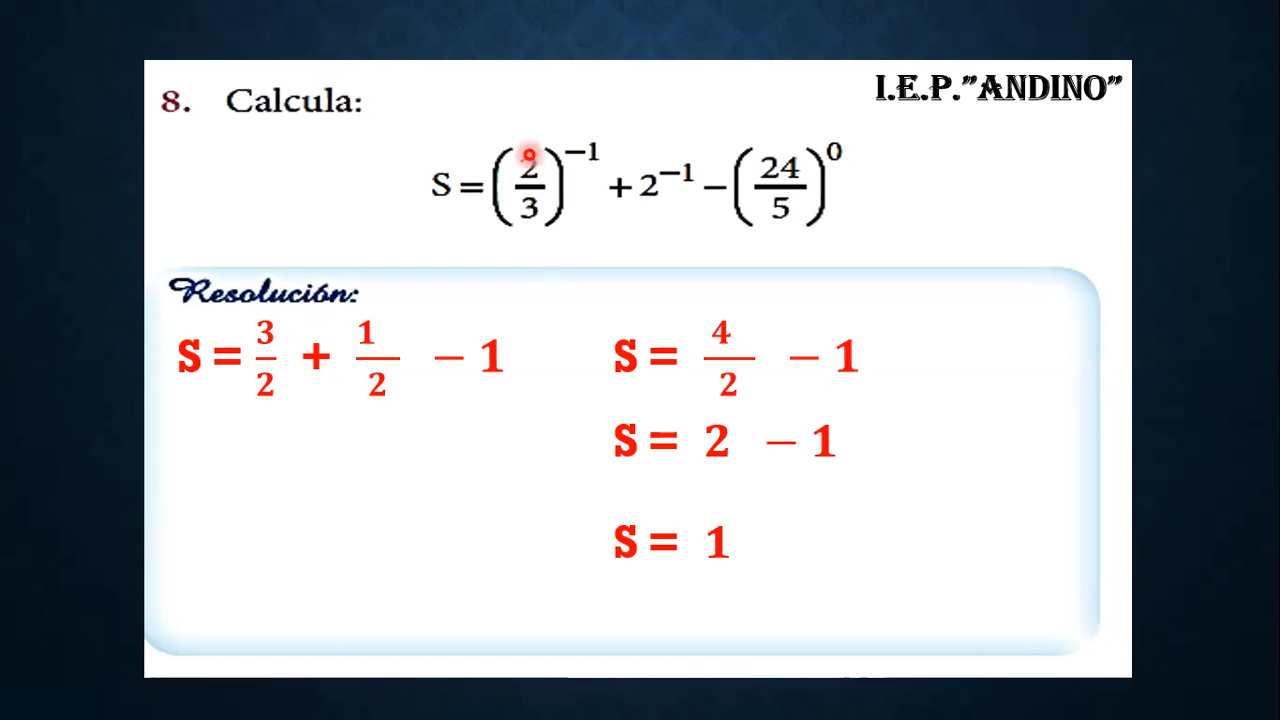 I.E.P."ANDINO"
8. Calcula:
S = (2/3)^−1 + 2^−1 − (24/5)^0
Resolución:
S = 3/2 + 1/2 − 1
S = 4/2 − 1
S = 2 − 1
S = 1